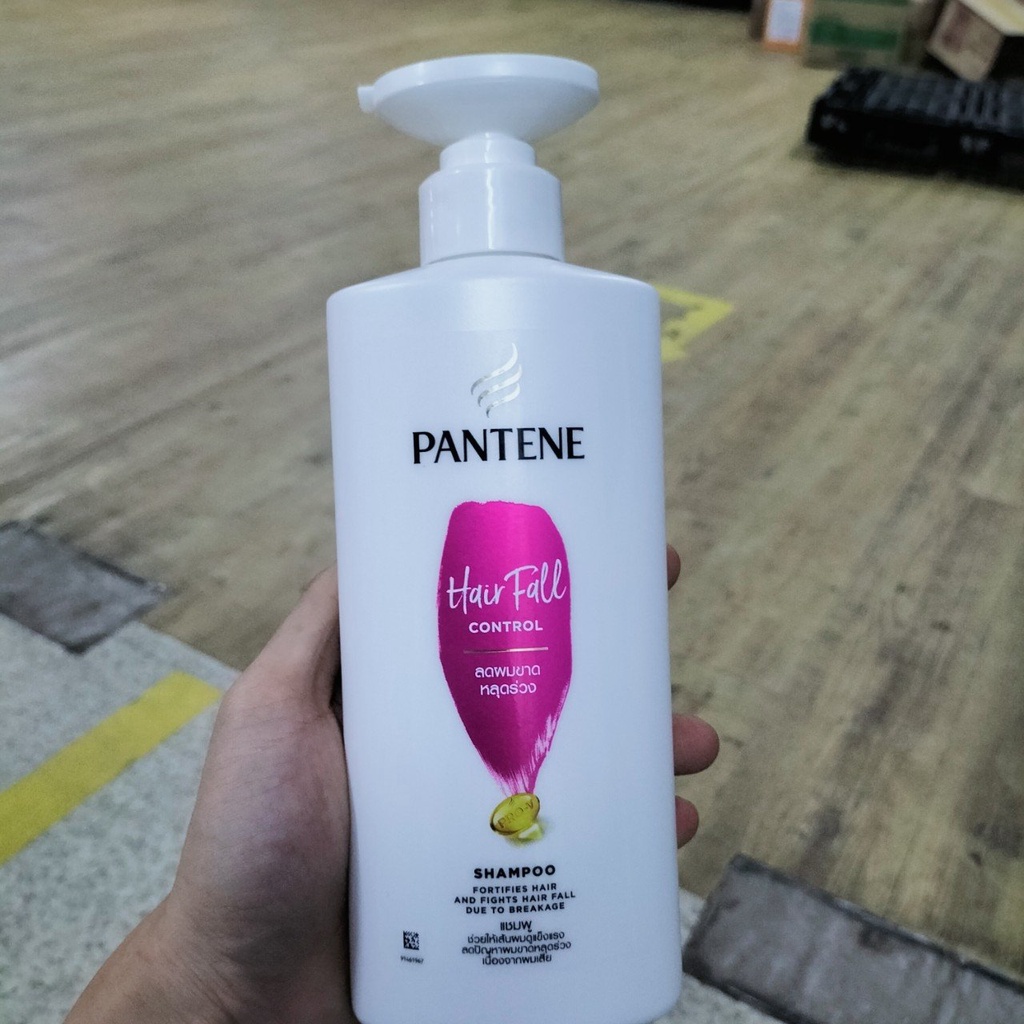 PANTENE
Hair Fall
CONTROL
ลดผมขาด
หลุดร่วง
PRO-V
SHAMPOO
FORTIFIES HAIR
AND FIGHTS HAIR FALL
DUE TO BREAKAGE
แชมพู
ช่วยให้เส้นผมดูแข็งแรง
ลดปัญหาผมขาดหลุดร่วง
เนื่องจากผมเสีย